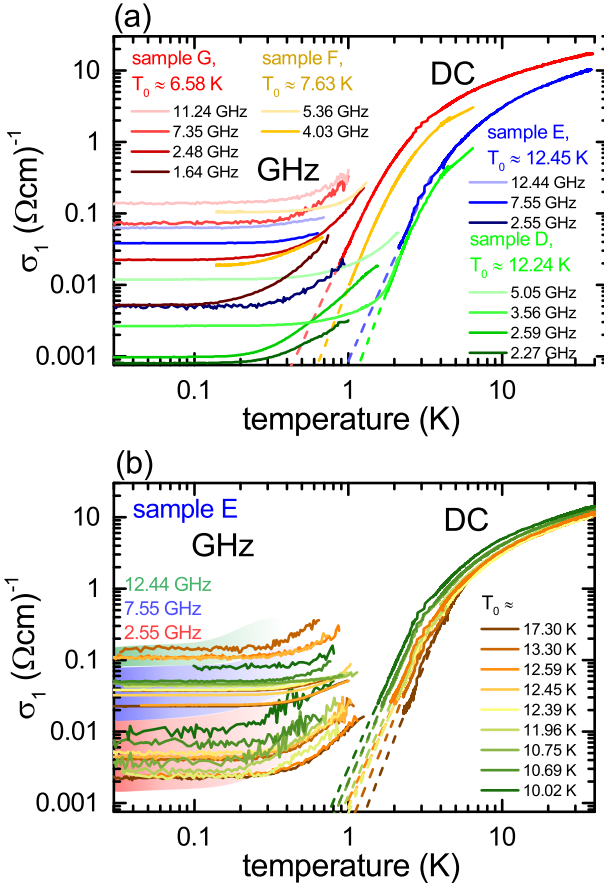 (a)
sample G,
T0 ≈ 6.58 K
11.24 GHz
7.35 GHz
2.48 GHz
1.64 GHz
sample F,
T0 ≈ 7.63 K
5.36 GHz
4.03 GHz
DC
GHz
sample E,
T0 ≈ 12.45 K
12.44 GHz
7.55 GHz
2.55 GHz
sample D,
T0 ≈ 12.24 K
5.05 GHz
3.56 GHz
2.59 GHz
2.27 GHz
10
1
0.1
0.01
0.001
σ1 (Ωcm)-1
0.1
1
10
temperature (K)
(b)
sample E
GHz
DC
12.44 GHz
7.55 GHz
2.55 GHz
T0 ≈
17.30 K
13.30 K
12.59 K
12.45 K
12.39 K
11.96 K
10.75 K
10.69 K
10.02 K
10
1
0.1
0.01
0.001
σ1 (Ωcm)-1
0.1
1
10
temperature (K)